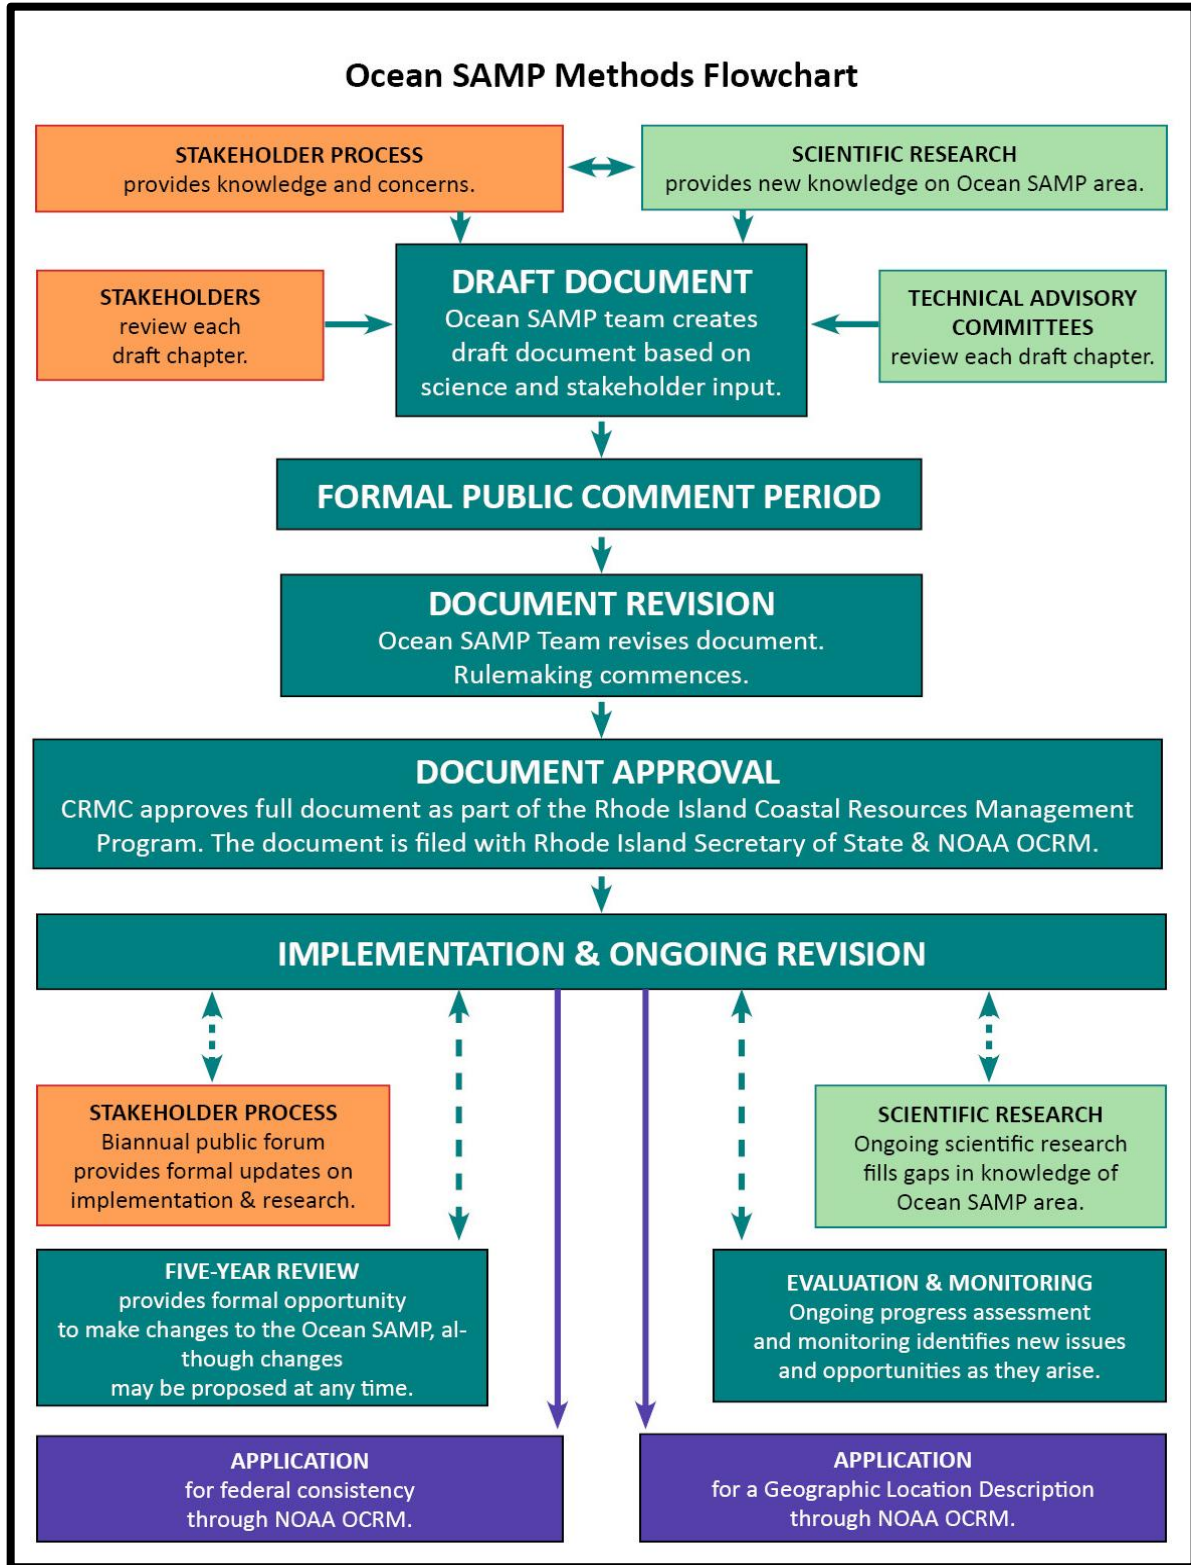 Ocean SAMP Methods Flowchart
STAKEHOLDER PROCESS
provides knowledge and concerns.
SCIENTIFIC RESEARCH
provides new knowledge on Ocean SAMP area.
STAKEHOLDERS
review each
draft chapter.
DRAFT DOCUMENT
Ocean SAMP team creates
draft document based on
science and stakeholder input.
TECHNICAL ADVISORY
COMMITTEES
review each draft chapter.
FORMAL PUBLIC COMMENT PERIOD
DOCUMENT REVISION
Ocean SAMP Team revises document.
Rulemaking commences.
DOCUMENT APPROVAL
CRMC approves full document as part of the Rhode Island Coastal Resources Management
Program. The document is filed with Rhode Island Secretary of State & NOAA OCRM.
IMPLEMENTATION & ONGOING REVISION
STAKEHOLDER PROCESS
Biannual public forum
provides formal updates on
implementation & research.
SCIENTIFIC RESEARCH
Ongoing scientific research
fills gaps in knowledge of
Ocean SAMP area.
FIVE-YEAR REVIEW
provides formal opportunity
to make changes to the Ocean SAMP, al-
though changes
may be proposed at any time.
EVALUATION & MONITORING
Ongoing progress assessment
and monitoring identifies new issues
and opportunities as they arise.
APPLICATION
for federal consistency
through NOAA OCRM.
APPLICATION
for a Geographic Location Description
through NOAA OCRM.